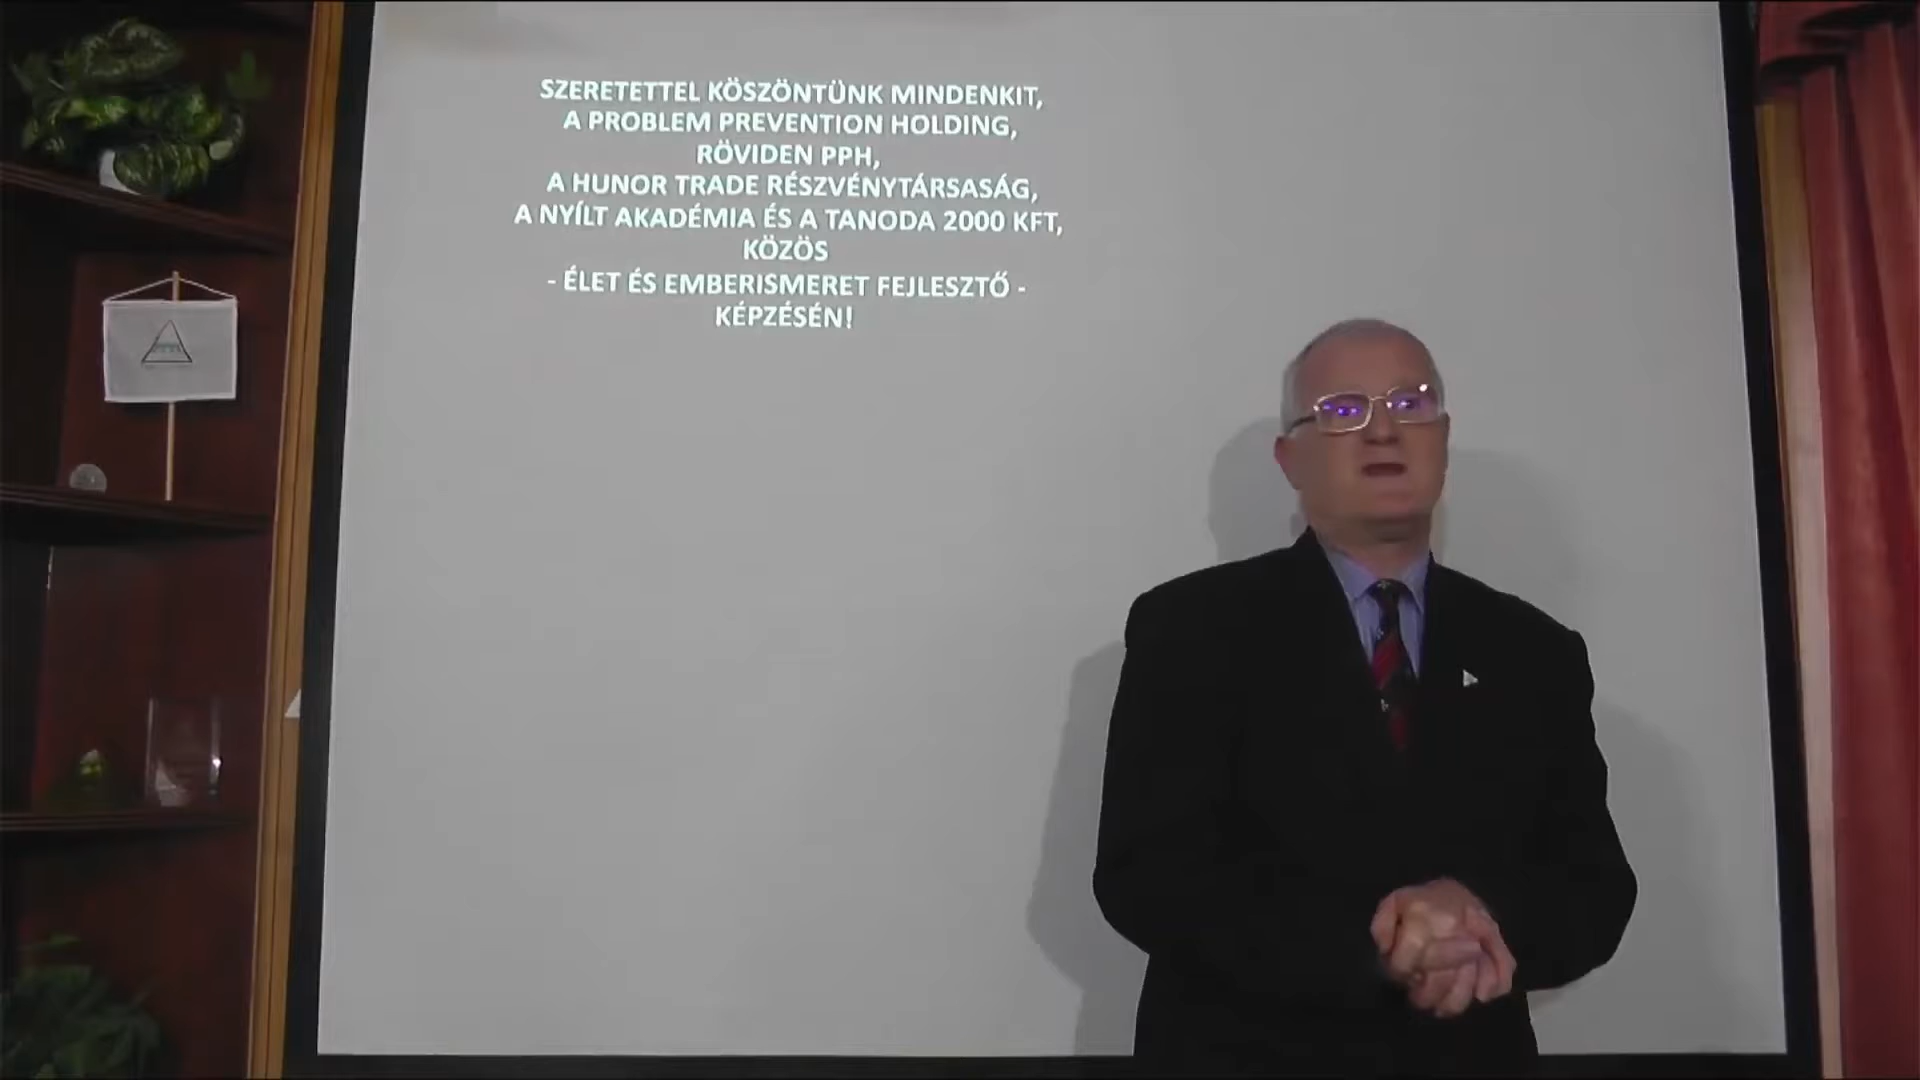 SZERETETTEL KÖSZÖNTÜNK MINDENKIT,
A PROBLEM PREVENTION HOLDING,
RÖVIDEN PPH,
A HUNOR TRADE RÉSZVÉNYTÁRSASÁG,
A NYÍLT AKADÉMIA ÉS A TANODA 2000 KFT,
KÖZÖS
- ÉLET ÉS EMBERISMERET FEJLESZTŐ -
KÉPZÉSÉN!